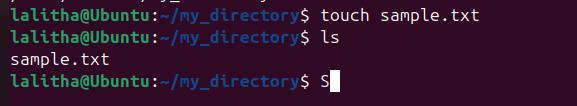 lalitha@Ubuntu:~/my_directory$ touch sample.txt
lalitha@Ubuntu:~/my_directory$ ls
sample.txt
lalitha@Ubuntu:~/my_directory$ S